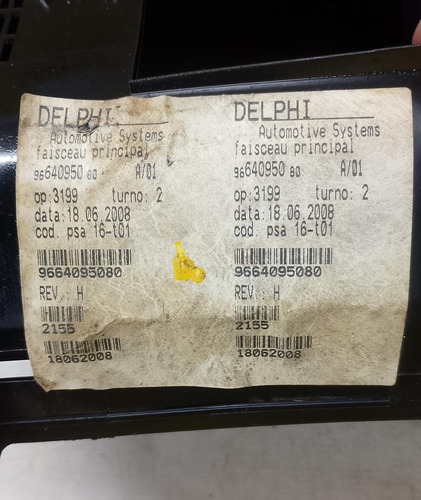 DELPHI
Automotive Systems
faisceau principal
96640950 80 A/01
op:3199 turno: 2
data:18.06.2008
cod. psa 16-t01
9664095080
REV.: H
2155
18062008
DELPHI
Automotive Systems
faisceau principal
96640950 80 A/01
op:3199 turno: 2
data:18.06.2008
cod. psa 16-t01
9664095080
REV.: H
2155
18062008